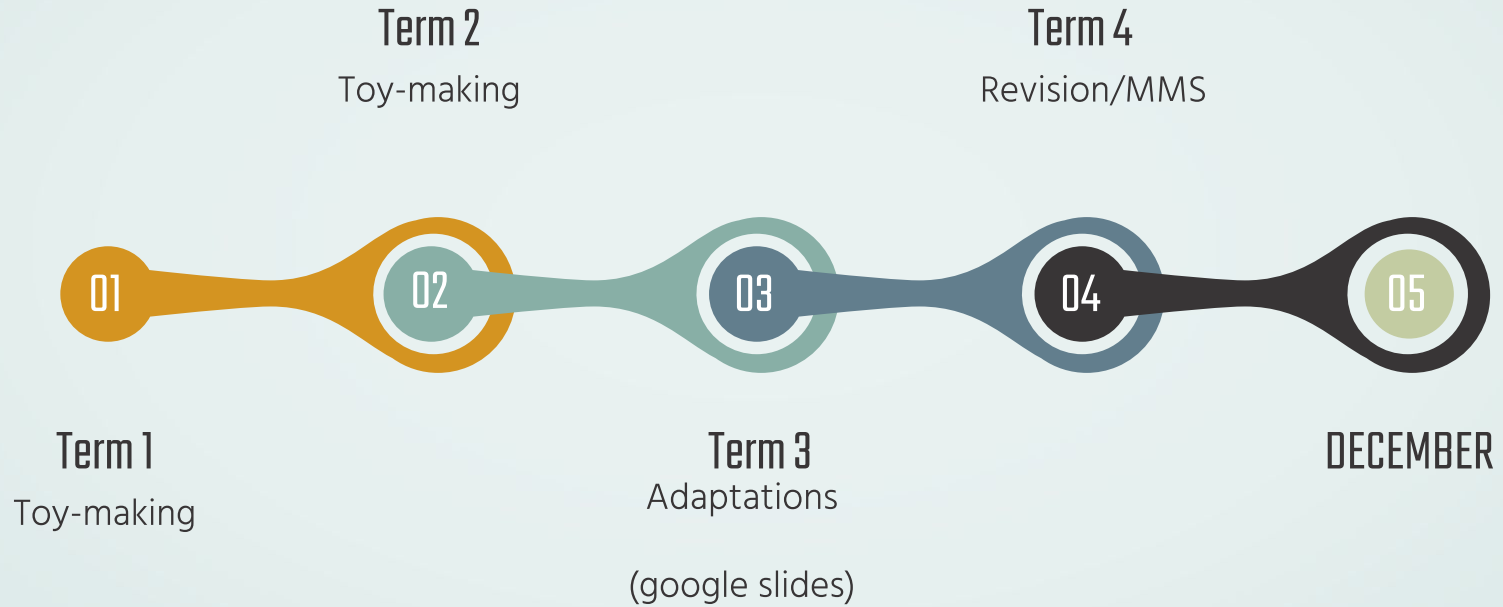 Term 2
Toy-making
Term 4
Revision/MMS
01
02
03
04
05
Term 1
Toy-making
Term 3
Adaptations
(google slides)
DECEMBER